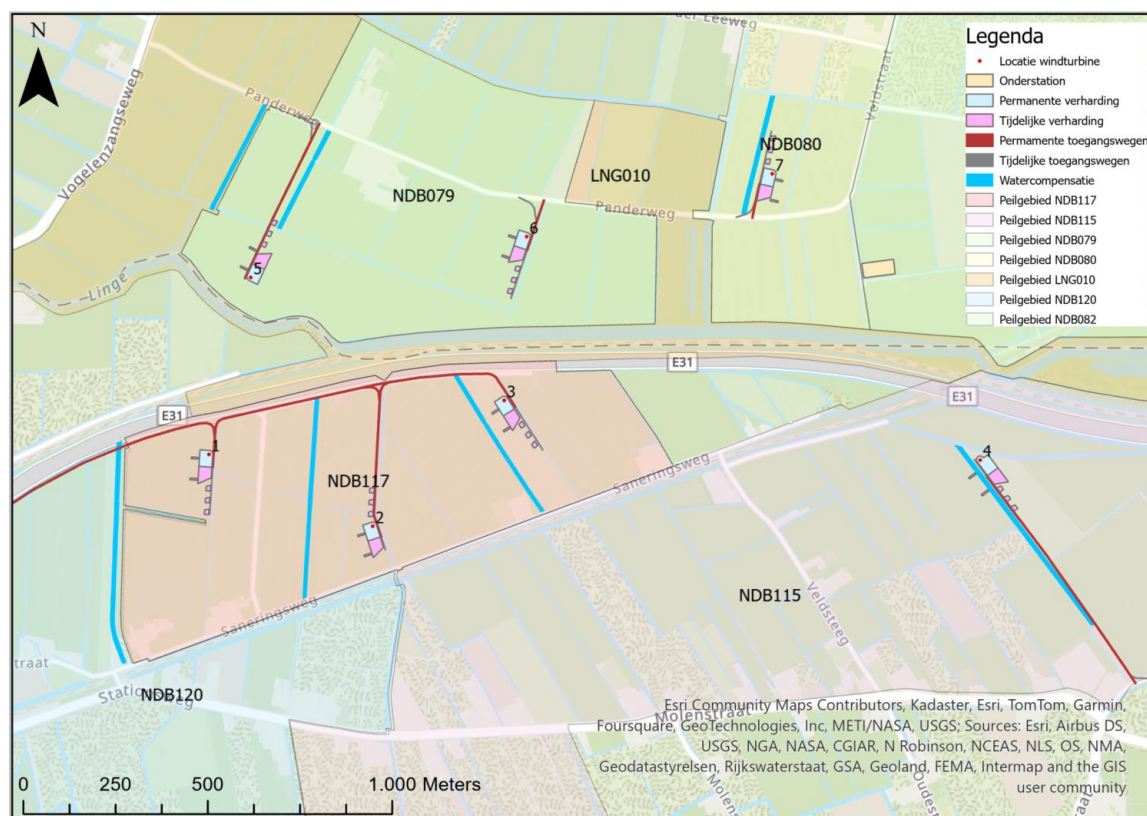 N
Vogelenzangseweg
Panderweg
der Leeweg
Veldstraat
NDB080
7
LNG010
NDB079
Panderweg
6
5
Linge
E31
E31
E31
3
1
4
Saneringsweg
NDB117
2
Veldsteeg
NDB115
Saneringsweg
straat
NDB120
Molenstraat
Legenda
Locatie windturbine
Onderstation
Permanente verharding
Tijdelijke verharding
Permamente toegangswegen
Tijdelijke toegangswegen
Watercompensatie
Peilgebied NDB117
Peilgebied NDB115
Peilgebied NDB079
Peilgebied NDB080
Peilgebied LNG010
Peilgebied NDB120
Peilgebied NDB082
Esri Community Maps Contributors, Kadaster, Esri, TomTom, Garmin,
Foursquare, GeoTechnologies, Inc, METI/NASA, USGS; Sources: Esri, Airbus DS,
USGS, NGA, NASA, CGIAR, N Robinson, NCEAS, NLS, OS, NMA,
Geodatastyrelsen, Rijkswaterstaat, GSA, Geoland, FEMA, Intermap and the GIS
user community
0 250 500 1.000 Meters